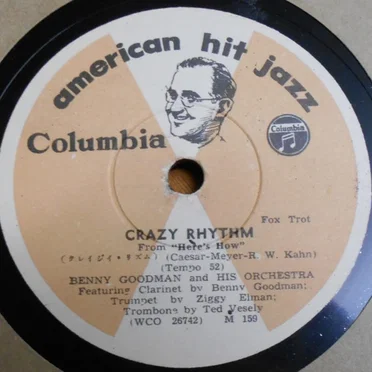 american hit jazz
Columbia
Columbia
Fox Trot
CRAZY RHYTHM
From "Here's How"
(クレイジイ・リズム) (Caesar-Meyer-R. W. Kahn)
(Tempo 52)
BENNY GOODMAN and HIS ORCHESTRA
Featuring Clarinet by Benny Goodman;
Trumpet by Ziggy Elman;
Trombone by Ted Vesely
(WCO 26742) M 159